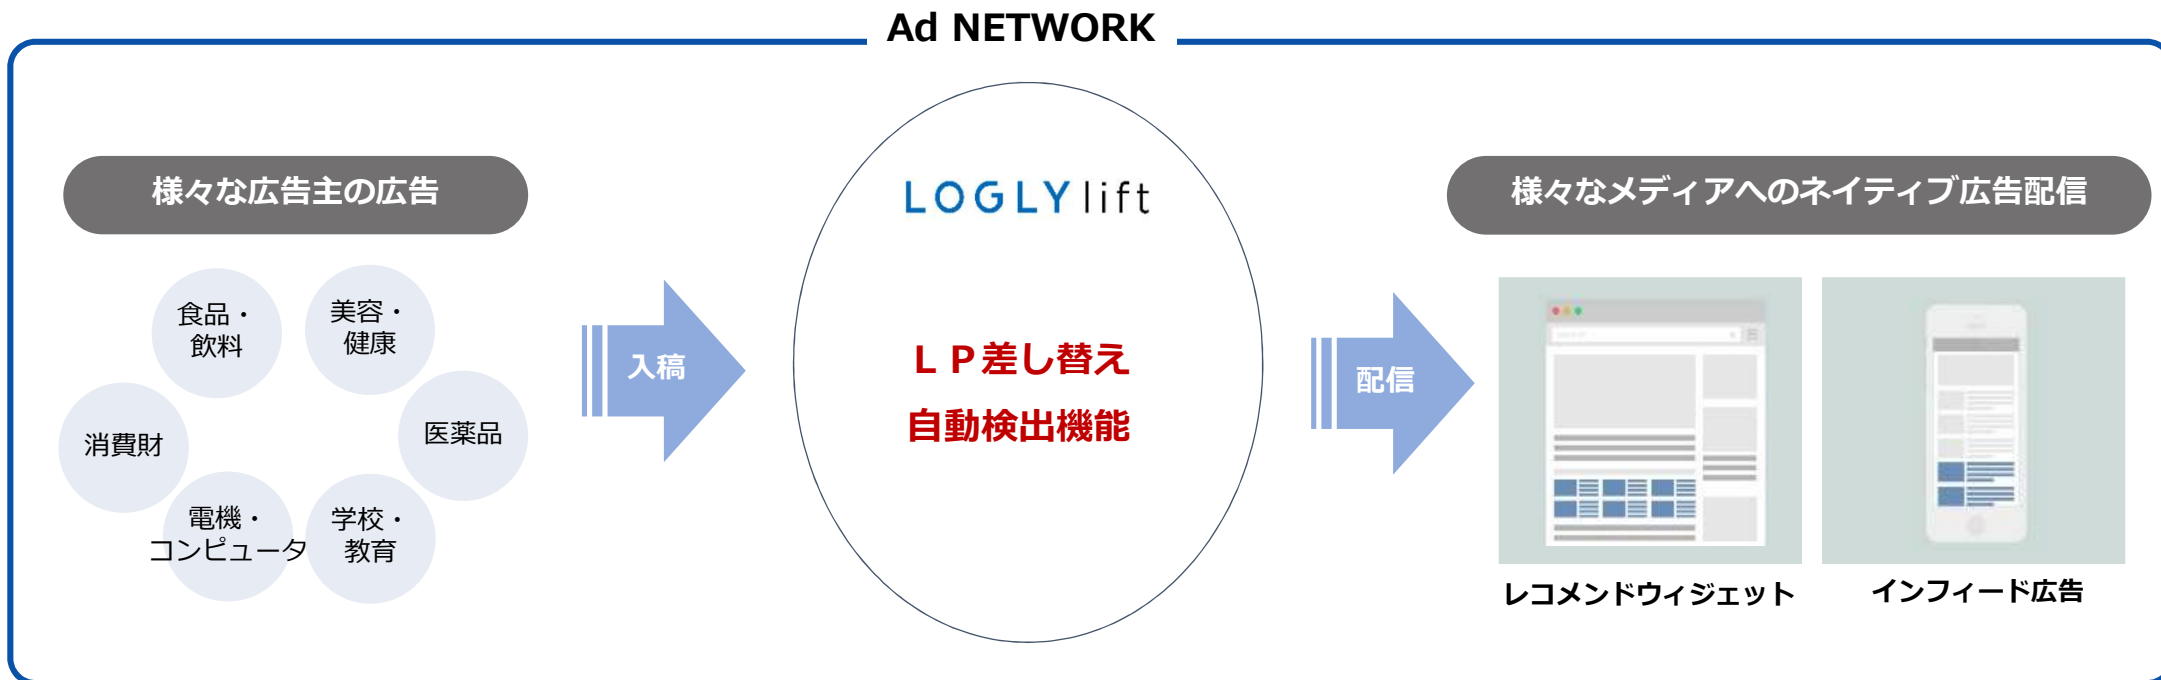 Ad NETWORK
様々な広告主の広告
食品・
飲料
美容・
健康
消費財
医薬品
電機・
コンピュータ
学校・
教育
入稿
LOGLY lift
ＬＰ差し替え
自動検出機能
配信
様々なメディアへのネイティブ広告配信
レコメンドウィジェット
インフィード広告